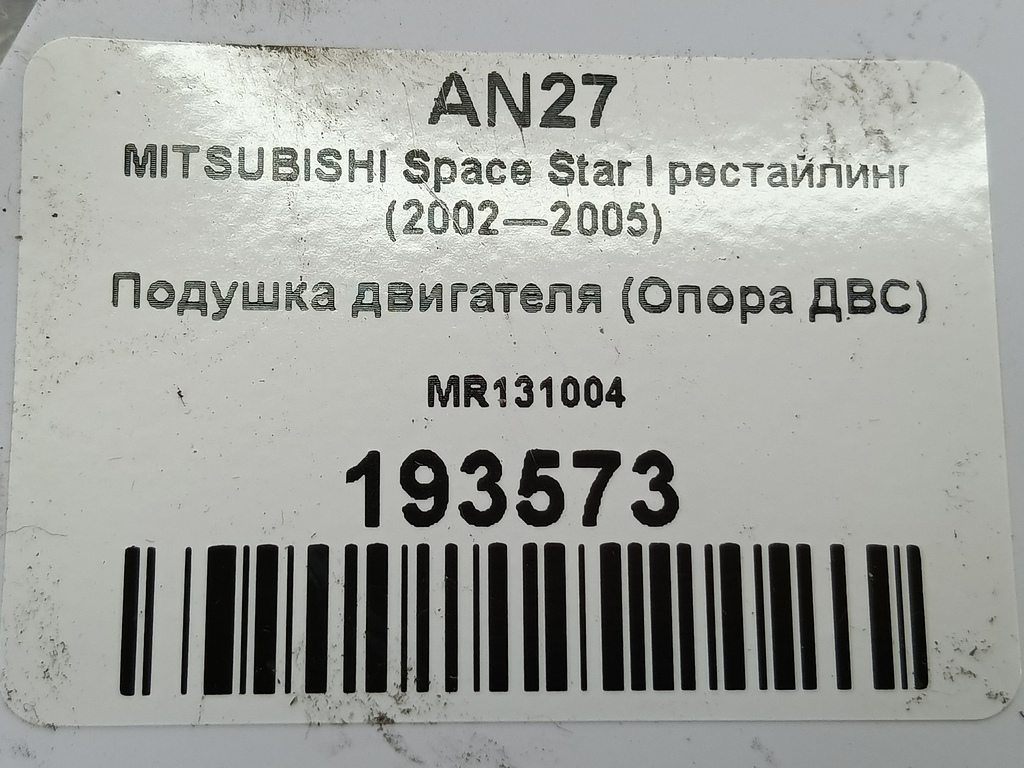 AN27
MITSUBISHI Space Star I рестайлинг
(2002—2005)
Подушка двигателя (Опора ДВС)
MR131004
193573